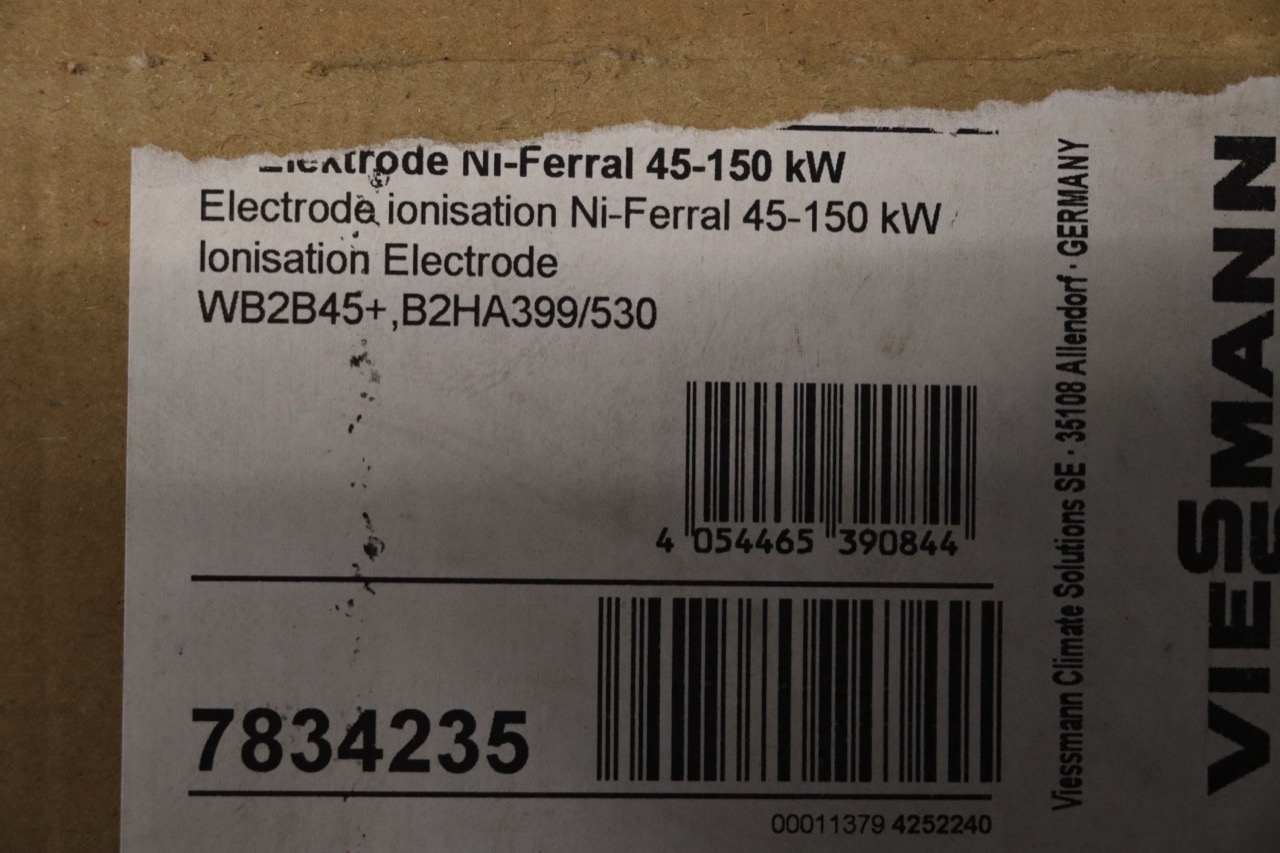 Elektrode Ni-Ferral 45-150 kW
Electrode ionisation Ni-Ferral 45-150 kW
Ionisation Electrode
WB2B45+,B2HA399/530
4 054465 390844
7834235
00011379 4252240
Viessmann Climate Solutions SE · 35108 Allendorf · GERMANY
VIESMANN